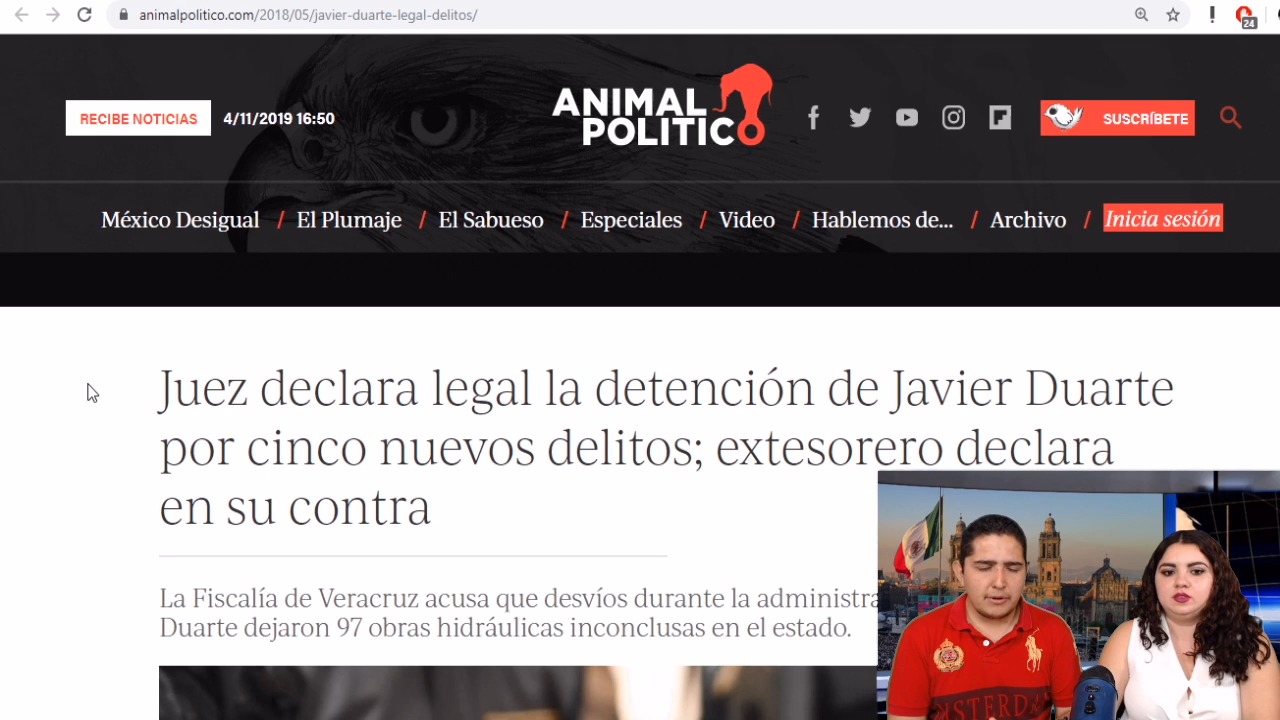 animalpolitico.com/2018/05/javier-duarte-legal-delitos/
24
RECIBE NOTICIAS
4/11/2019 16:50
ANIMAL
POLITICO
SUSCRÍBETE
México Desigual / El Plumaje / El Sabueso / Especiales / Video / Hablemos de... / Archivo / Inicia sesión
Juez declara legal la detención de Javier Duarte
por cinco nuevos delitos; extesorero declara
en su contra
La Fiscalía de Veracruz acusa que desvíos durante la administra
Duarte dejaron 97 obras hidráulicas inconclusas en el estado.